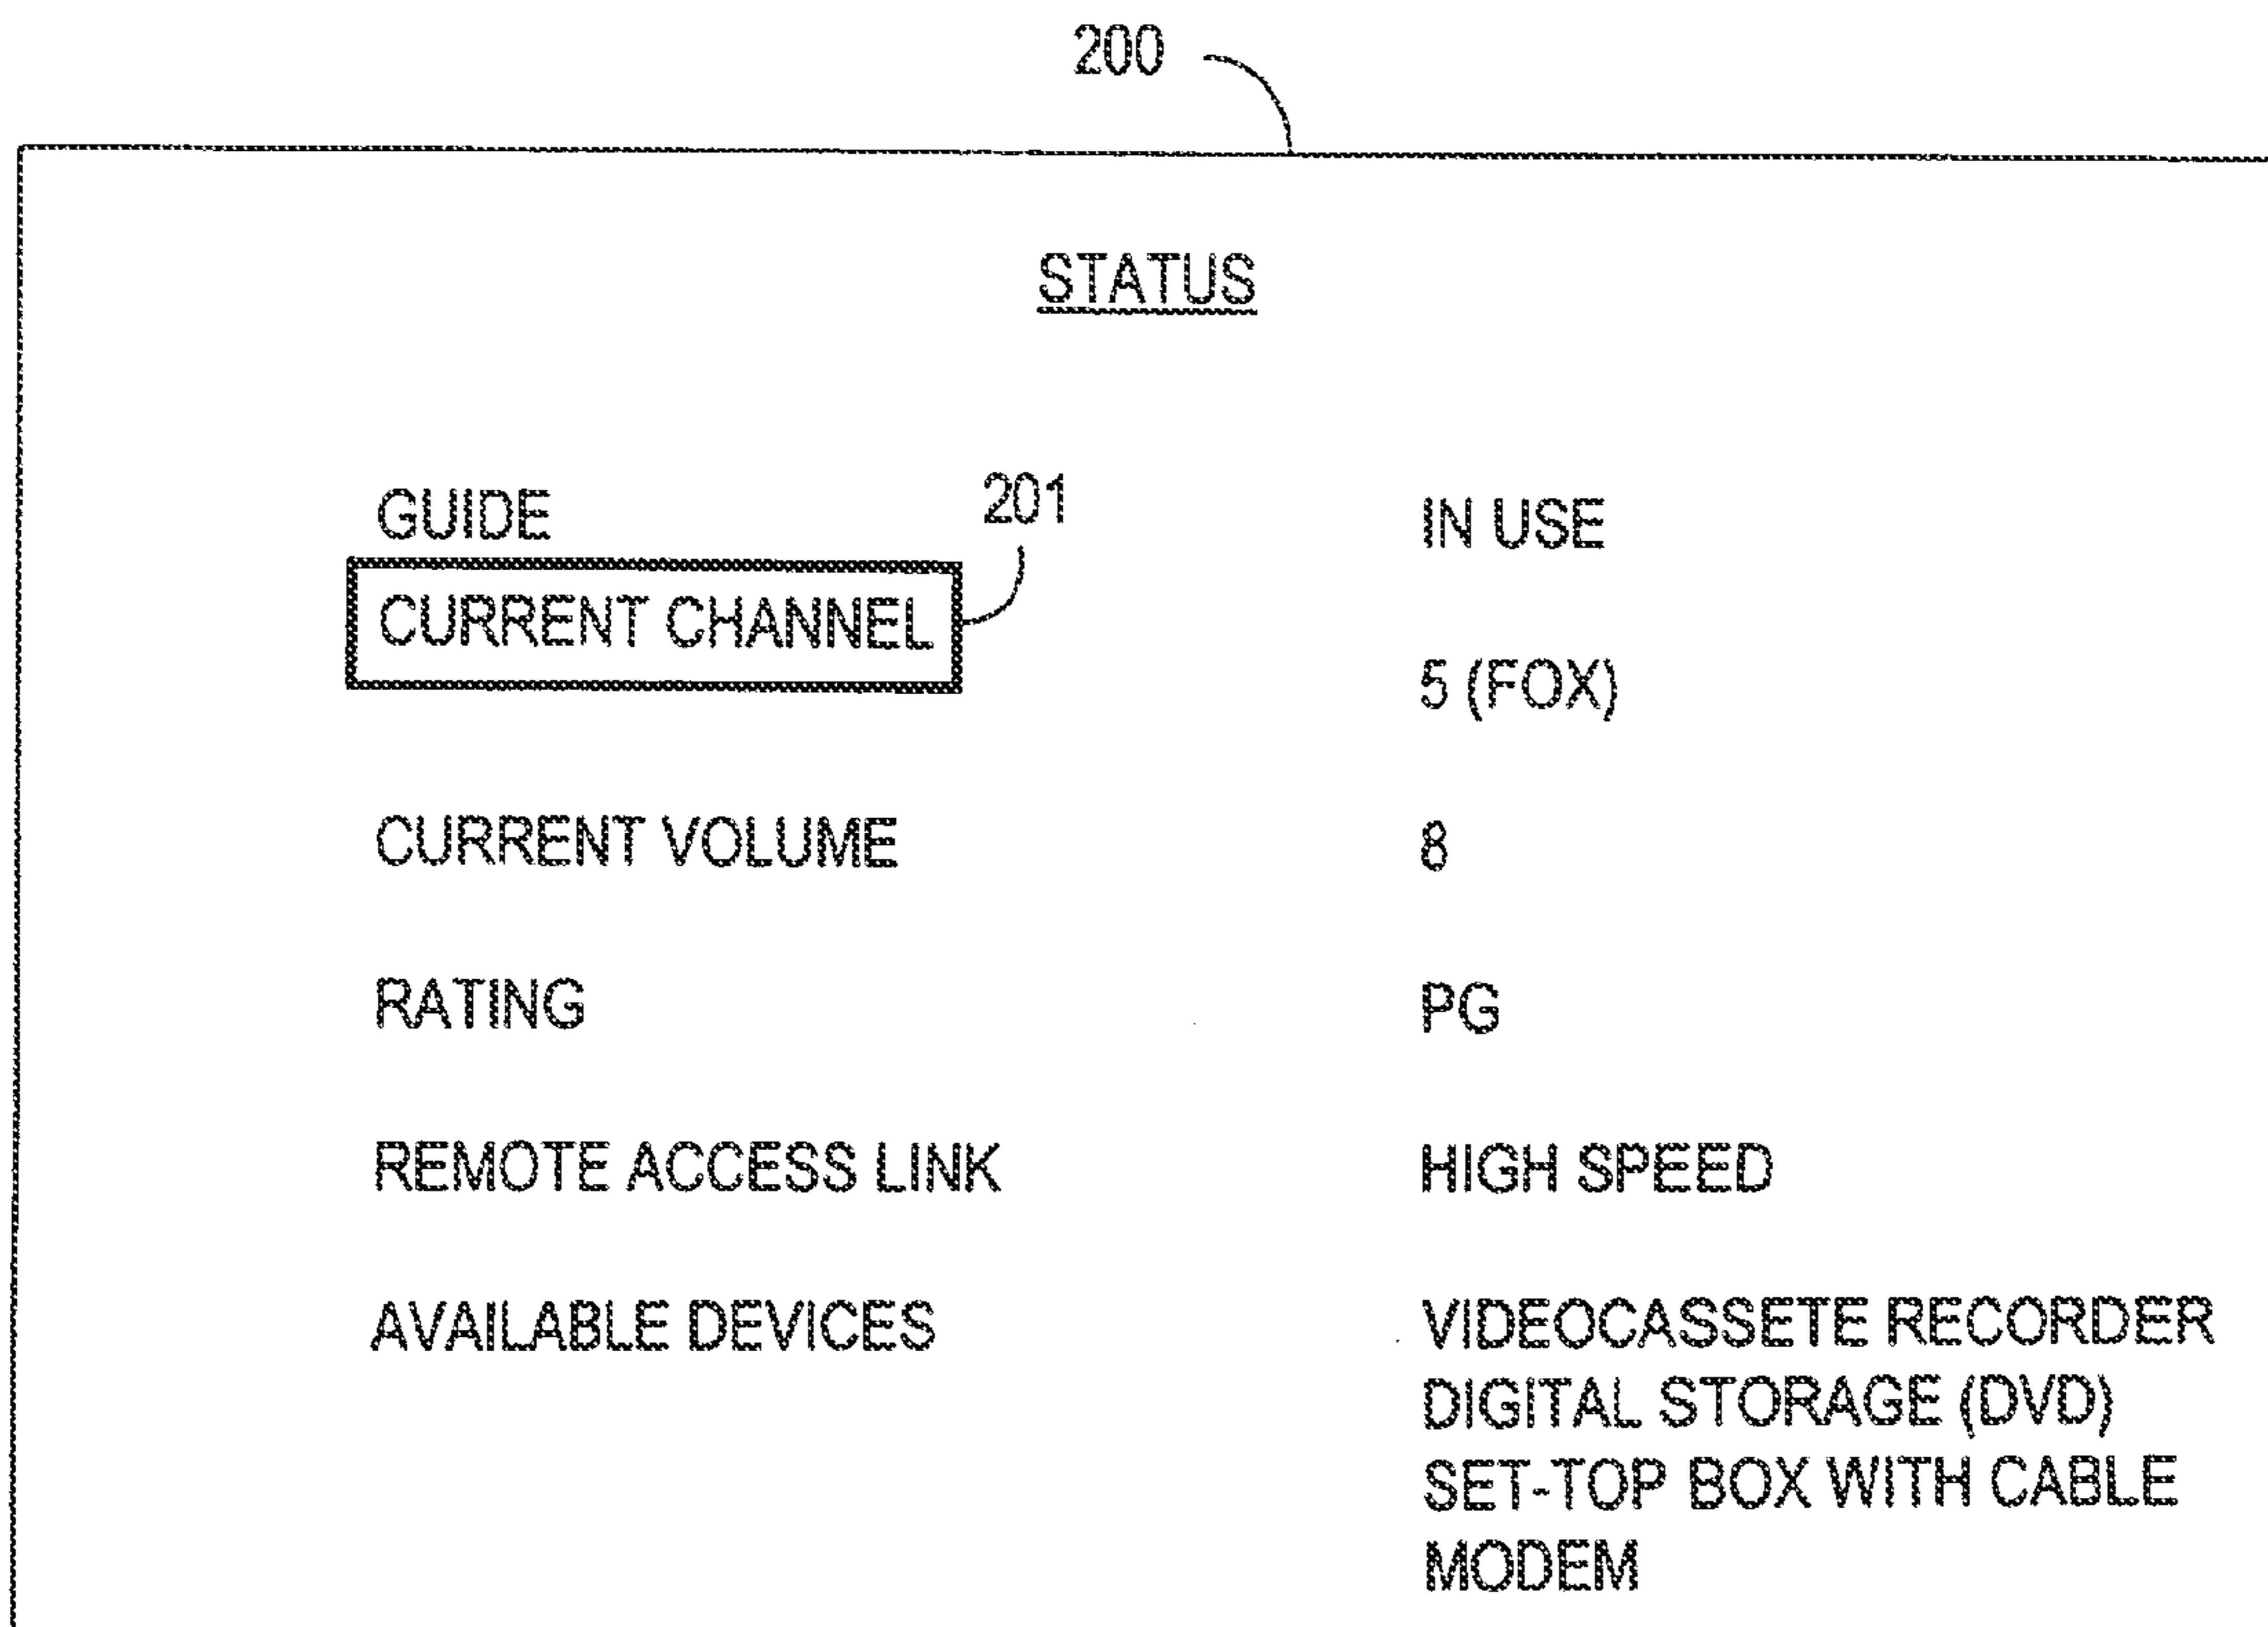 200
STATUS
GUIDE IN USE
201
CURRENT CHANNEL 5 (FOX)
CURRENT VOLUME 8
RATING PG
REMOTE ACCESS LINK HIGH SPEED
AVAILABLE DEVICES VIDEOCASSETE RECORDER
DIGITAL STORAGE (DVD)
SET-TOP BOX WITH CABLE
MODEM